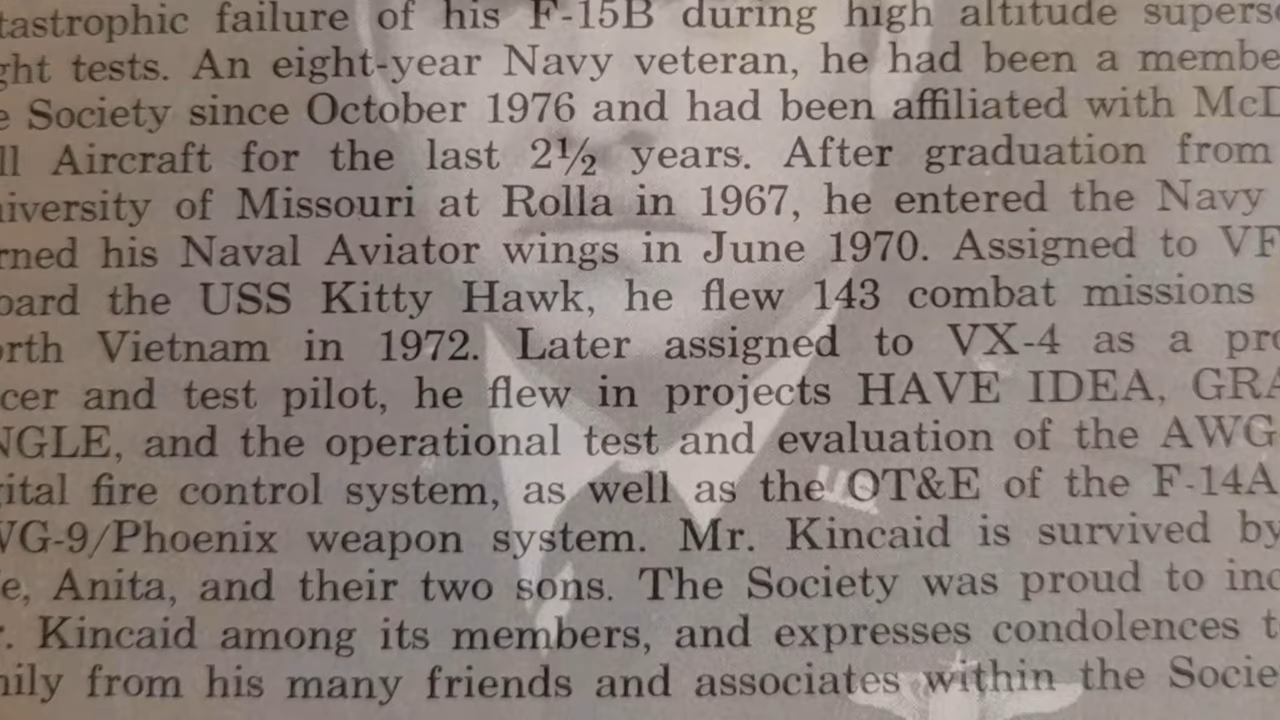 tastrophic failure of his F-15B during high altitude superso
ght tests. An eight-year Navy veteran, he had been a membe
e Society since October 1976 and had been affiliated with McD
ll Aircraft for the last 2½ years. After graduation from
niversity of Missouri at Rolla in 1967, he entered the Navy
rned his Naval Aviator wings in June 1970. Assigned to VF
oard the USS Kitty Hawk, he flew 143 combat missions
orth Vietnam in 1972. Later assigned to VX-4 as a pro
cer and test pilot, he flew in projects HAVE IDEA, GRA
NGLE, and the operational test and evaluation of the AWG-
gital fire control system, as well as the OT&E of the F-14A
WG-9/Phoenix weapon system. Mr. Kincaid is survived by
e, Anita, and their two sons. The Society was proud to inc
r. Kincaid among its members, and expresses condolences t
mily from his many friends and associates within the Socie